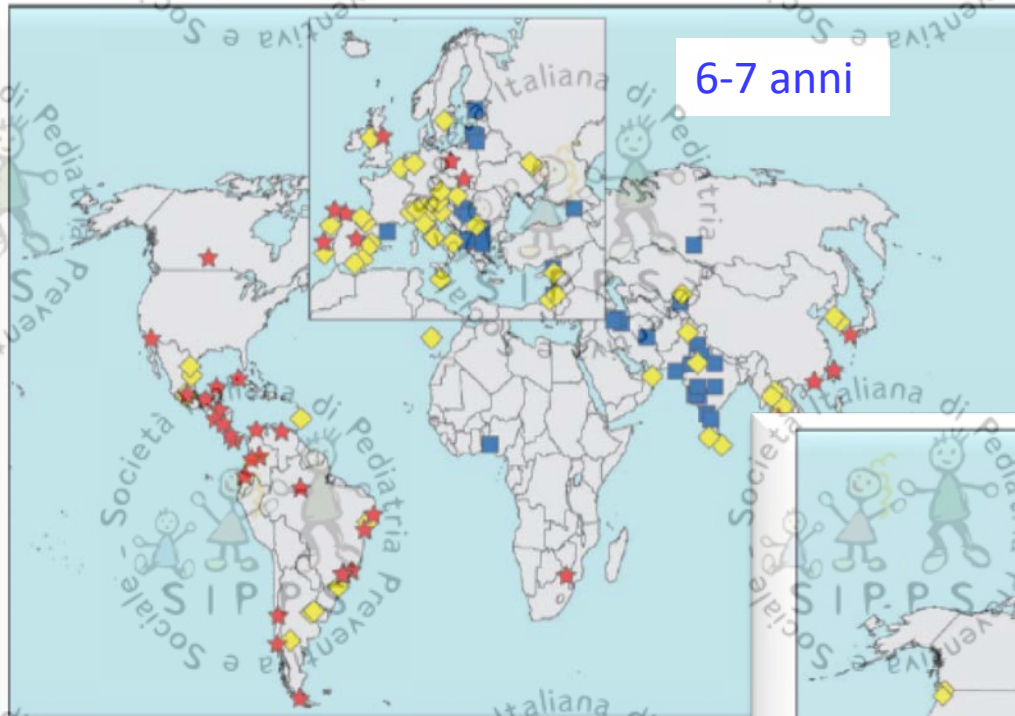 6-7 anni
Società Italiana di Pediatria Preventiva e Sociale
SIPPS